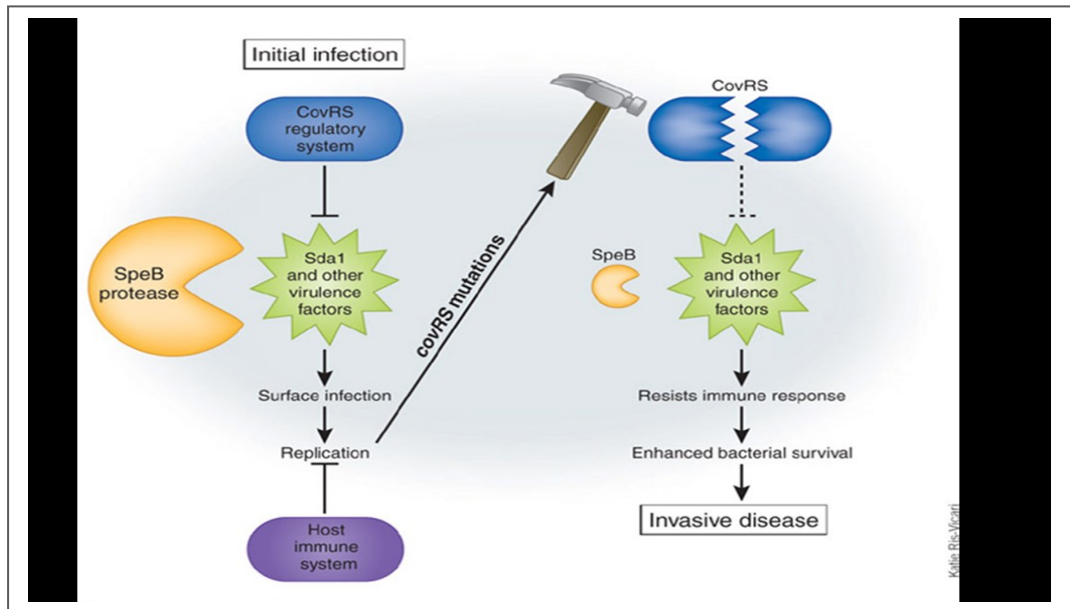 Initial infection
CovRS
regulatory
system
SpeB
protease
Sda1
and other
virulence
factors
Surface infection
Replication
Host
immune
system
covRS mutations
CovRS
SpeB
Sda1
and other
virulence
factors
Resists immune response
Enhanced bacterial survival
Invasive disease
Katie Ris-Vicari